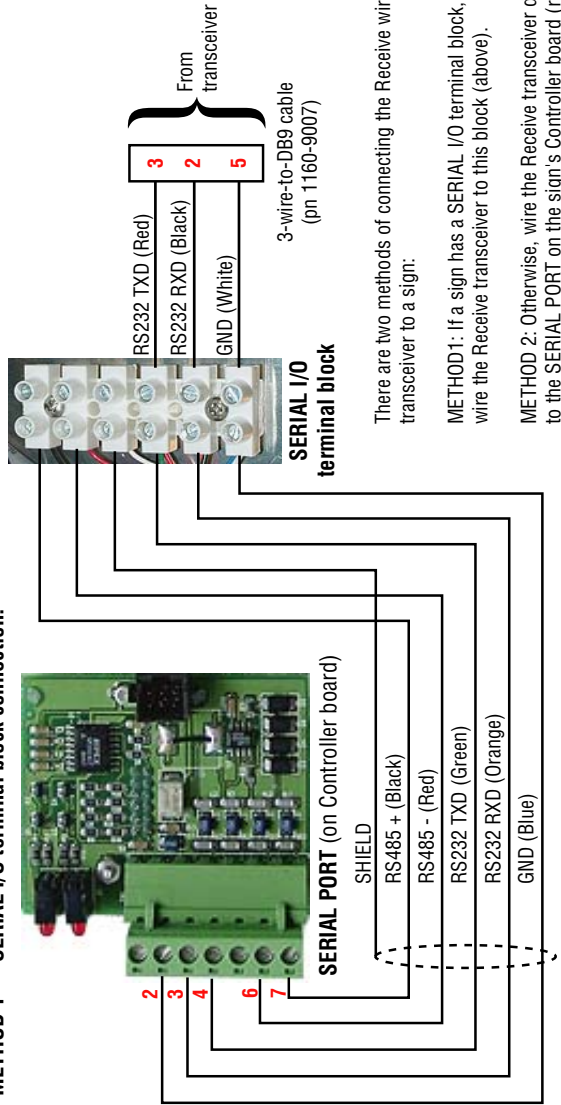 SERIAL I/O terminal block connection:
SERIAL PORT (on Controller board)
2
3
4
6
7
SHIELD
RS485 + (Black)
RS485 - (Red)
RS232 TXD (Green)
RS232 RXD (Orange)
GND (Blue)
SERIAL I/O
terminal block
RS232 TXD (Red)
RS232 RXD (Black)
GND (White)
3
2
5
From
transceiver
3-wire-to-DB9 cable
(pn 1160-9007)
There are two methods of connecting the Receive
transceiver to a sign:
METHOD1: If a sign has a SERIAL I/O terminal block,
wire the Receive transceiver to this block (above).
METHOD 2: Otherwise, wire the Receive transceiver
to the SERIAL PORT on the sign's Controller board